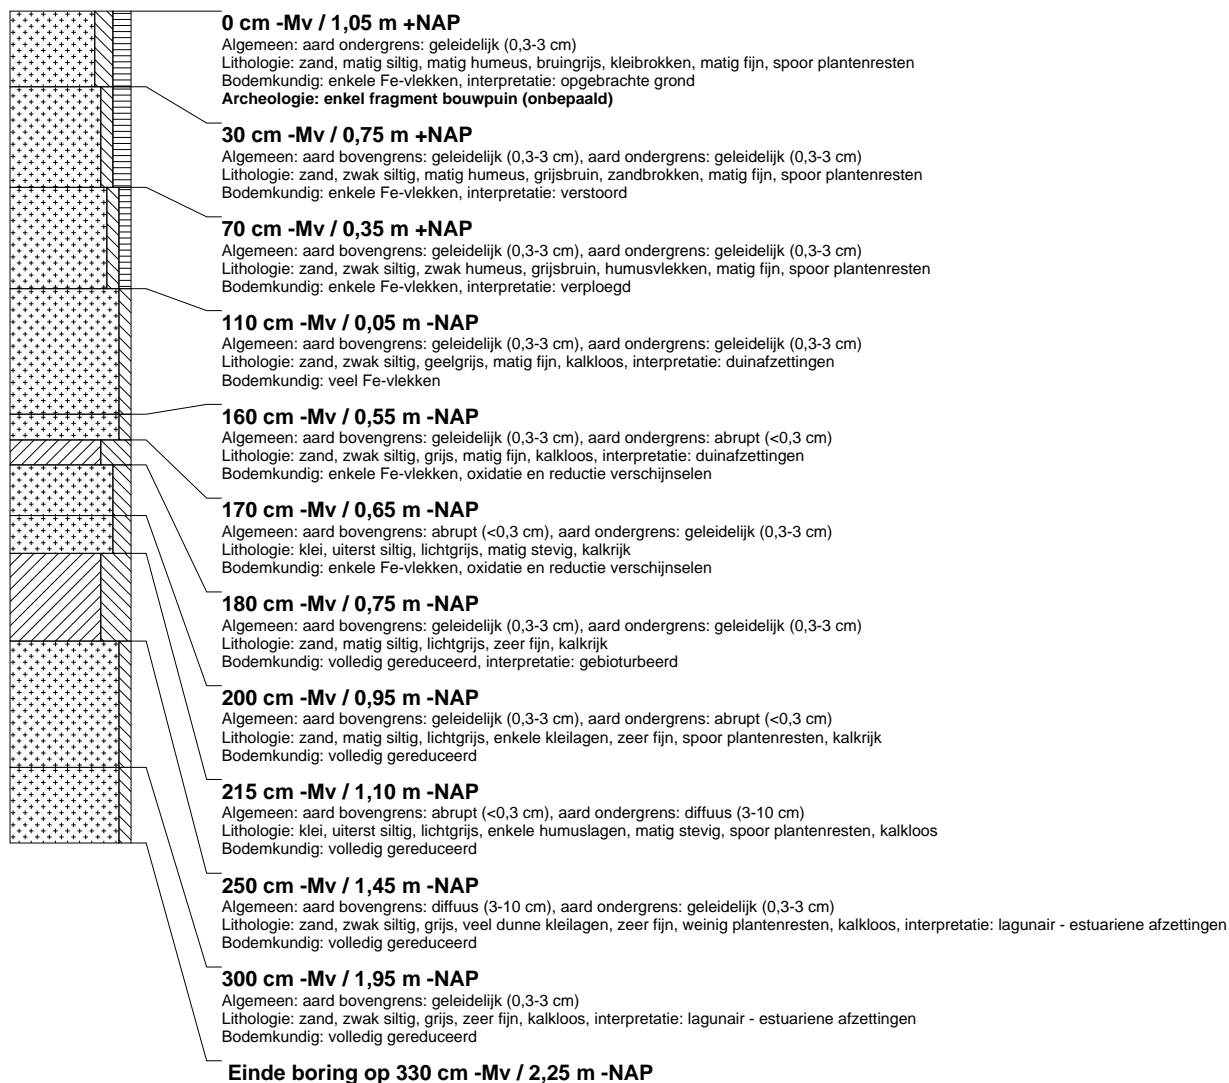 0 cm -Mv / 1,05 m +NAP
Algemeen: aard ondergrens: geleidelijk (0,3-3 cm)
Lithologie: zand, matig siltig, matig humeus, bruingrijs, kleibrokken, matig fijn, spoor plantenresten
Bodemkundig: enkele Fe-vlekken, interpretatie: opgebrachte grond
Archeologie: enkel fragment bouwpuin (onbepaald)
30 cm -Mv / 0,75 m +NAP
Algemeen: aard bovengrens: geleidelijk (0,3-3 cm), aard ondergrens: geleidelijk (0,3-3 cm)
Lithologie: zand, zwak siltig, matig humeus, grijsbruin, zandbrokken, matig fijn, spoor plantenresten
Bodemkundig: enkele Fe-vlekken, interpretatie: verstoord
70 cm -Mv / 0,35 m +NAP
Algemeen: aard bovengrens: geleidelijk (0,3-3 cm), aard ondergrens: geleidelijk (0,3-3 cm)
Lithologie: zand, zwak siltig, zwak humeus, grijsbruin, humusvlekken, matig fijn, spoor plantenresten
Bodemkundig: enkele Fe-vlekken, interpretatie: verploegd
110 cm -Mv / 0,05 m -NAP
Algemeen: aard bovengrens: geleidelijk (0,3-3 cm), aard ondergrens: geleidelijk (0,3-3 cm)
Lithologie: zand, zwak siltig, geelgrijs, matig fijn, kalkloos, interpretatie: duinafzettingen
Bodemkundig: veel Fe-vlekken
160 cm -Mv / 0,55 m -NAP
Algemeen: aard bovengrens: geleidelijk (0,3-3 cm), aard ondergrens: abrupt (<0,3 cm)
Lithologie: zand, zwak siltig, grijs, matig fijn, kalkloos, interpretatie: duinafzettingen
Bodemkundig: enkele Fe-vlekken, oxidatie en reductie verschijnselen
170 cm -Mv / 0,65 m -NAP
Algemeen: aard bovengrens: abrupt (<0,3 cm), aard ondergrens: geleidelijk (0,3-3 cm)
Lithologie: klei, uiterst siltig, lichtgrijs, matig stevig, kalkrijk
Bodemkundig: enkele Fe-vlekken, oxidatie en reductie verschijnselen
180 cm -Mv / 0,75 m -NAP
Algemeen: aard bovengrens: geleidelijk (0,3-3 cm), aard ondergrens: geleidelijk (0,3-3 cm)
Lithologie: zand, matig siltig, lichtgrijs, zeer fijn, kalkrijk
Bodemkundig: volledig gereduceerd, interpretatie: gebioturbeerd
200 cm -Mv / 0,95 m -NAP
Algemeen: aard bovengrens: geleidelijk (0,3-3 cm), aard ondergrens: abrupt (<0,3 cm)
Lithologie: zand, matig siltig, lichtgrijs, enkele kleilagen, zeer fijn, spoor plantenresten, kalkrijk
Bodemkundig: volledig gereduceerd
215 cm -Mv / 1,10 m -NAP
Algemeen: aard bovengrens: abrupt (<0,3 cm), aard ondergrens: diffuus (3-10 cm)
Lithologie: klei, uiterst siltig, lichtgrijs, enkele humuslagen, matig stevig, spoor plantenresten, kalkloos
Bodemkundig: volledig gereduceerd
250 cm -Mv / 1,45 m -NAP
Algemeen: aard bovengrens: diffuus (3-10 cm), aard ondergrens: geleidelijk (0,3-3 cm)
Lithologie: zand, zwak siltig, grijs, veel dunne kleilagen, zeer fijn, weinig plantenresten, kalkloos, interpretatie: lagunair - estuariene afzettingen
Bodemkundig: volledig gereduceerd
300 cm -Mv / 1,95 m -NAP
Algemeen: aard bovengrens: geleidelijk (0,3-3 cm)
Lithologie: zand, zwak siltig, grijs, zeer fijn, kalkloos, interpretatie: lagunair - estuariene afzettingen
Bodemkundig: volledig gereduceerd
Einde boring op 330 cm -Mv / 2,25 m -NAP